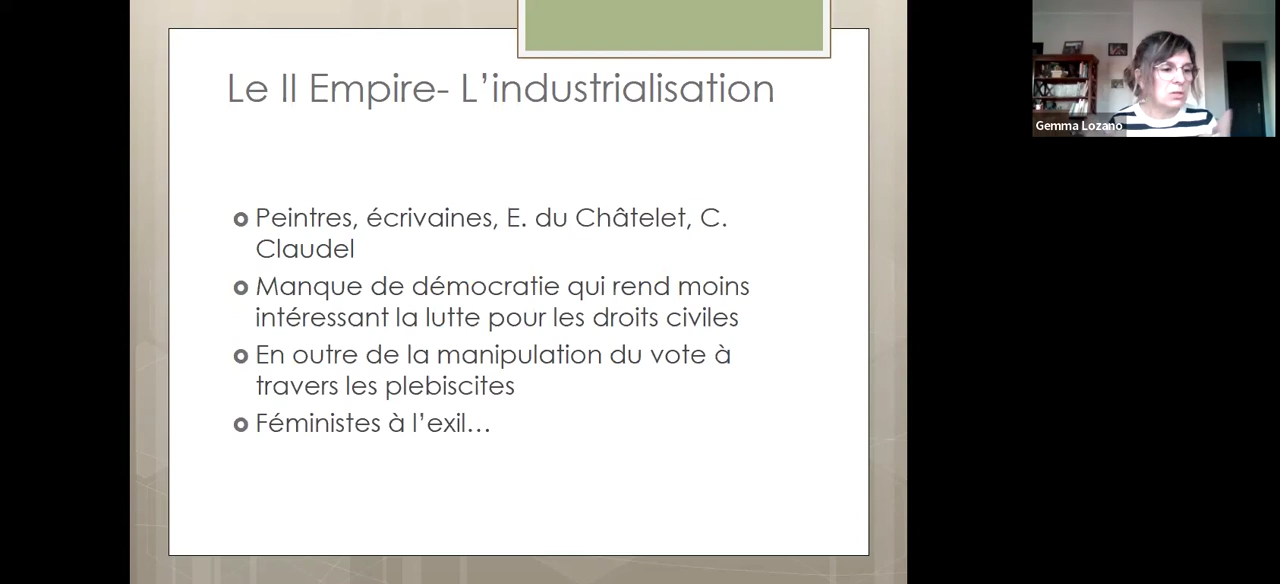 Le II Empire- L’industrialisation
Peintres, écrivaines, E. du Châtelet, C.
Claudel
Manque de démocratie qui rend moins
intéressant la lutte pour les droits civiles
En outre de la manipulation du vote à
travers les plebiscites
Féministes à l’exil…
Gemma Lozano